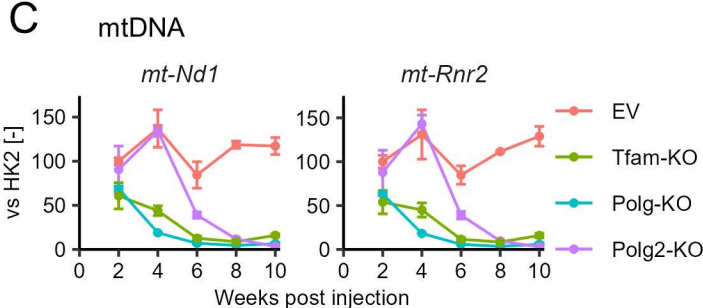 C
mtDNA
mt-Nd1
mt-Rnr2
vs HK2 [-]
150
100
50
0
150
100
50
0
0 2 4 6 8 10
0 2 4 6 8 10
Weeks post injection
EV
Tfam-KO
Polg-KO
Polg2-KO